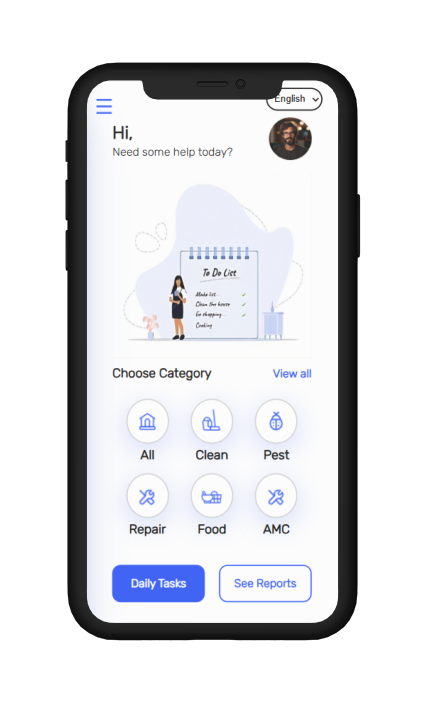 English
Hi,
Need some help today?
To Do List
Make list
Clean the house
Go shopping...
Cooking
Choose Category
View all
All
Clean
Pest
Repair
Food
AMC
Daily Tasks
See Reports